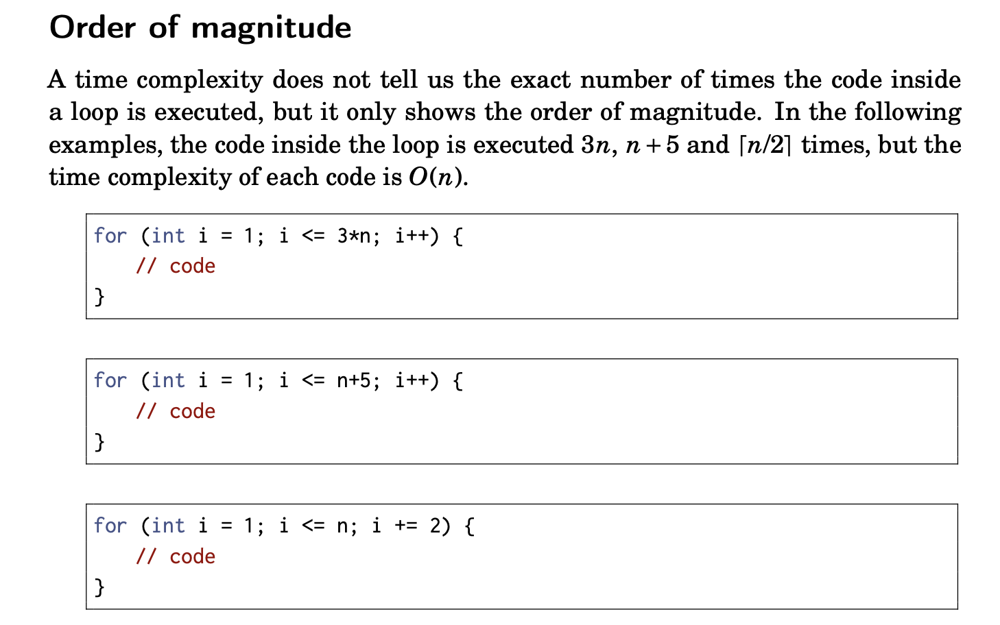 Order of magnitude
A time complexity does not tell us the exact number of times the code inside
a loop is executed, but it only shows the order of magnitude. In the following
examples, the code inside the loop is executed 3n, n + 5 and ⌈n/2⌉ times, but the
time complexity of each code is O(n).
for (int i = 1; i <= 3*n; i++) {
    // code
}
for (int i = 1; i <= n+5; i++) {
    // code
}
for (int i = 1; i <= n; i += 2) {
    // code
}